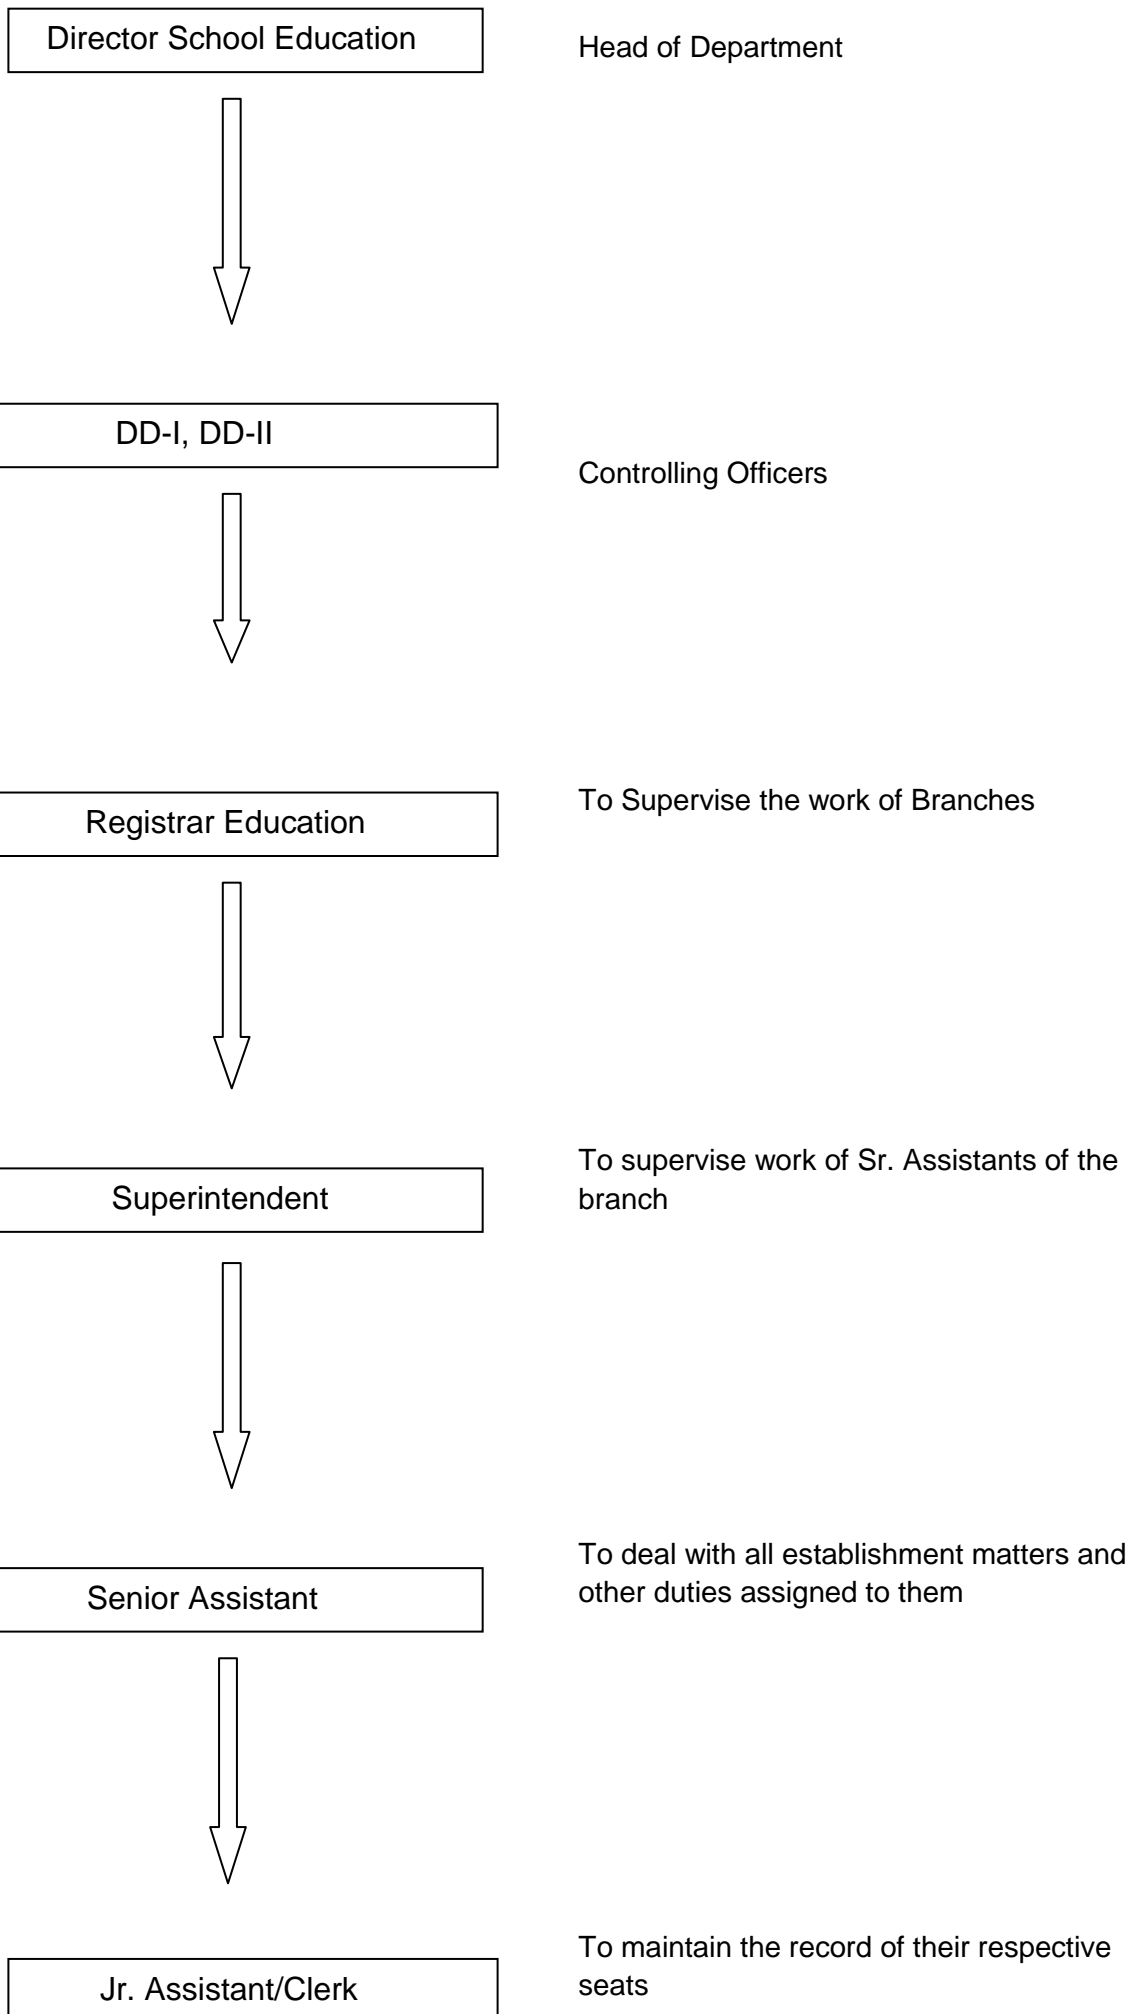 Director School Education
Head of Department
DD-I, DD-II
Controlling Officers
Registrar Education
To Supervise the work of Branches
Superintendent
To supervise work of Sr. Assistants of the
branch
Senior Assistant
To deal with all establishment matters and
other duties assigned to them
Jr. Assistant/Clerk
To maintain the record of their respective
seats